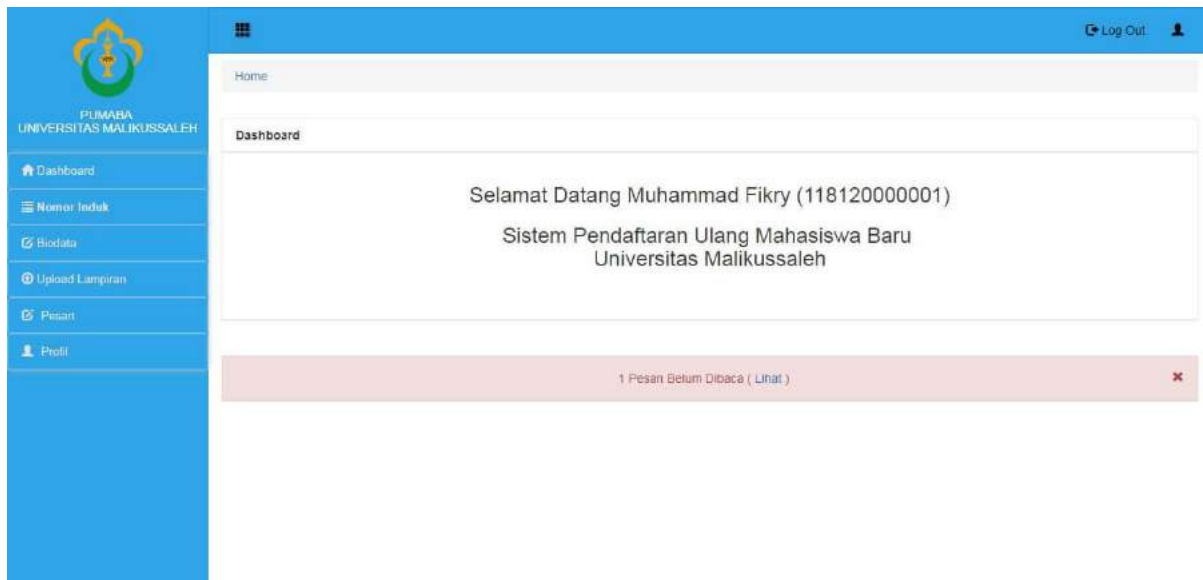 PUMABA
UNIVERSITAS MALIKUSSALEH
Dashboard
Nomor Induk
Biodata
Upload Lampiran
Pesan
Profil
Log Out
Home
Dashboard
Selamat Datang Muhammad Fikry (118120000001)
Sistem Pendaftaran Ulang Mahasiswa Baru
Universitas Malikussaleh
1 Pesan Belum Dibaca ( Lihat )